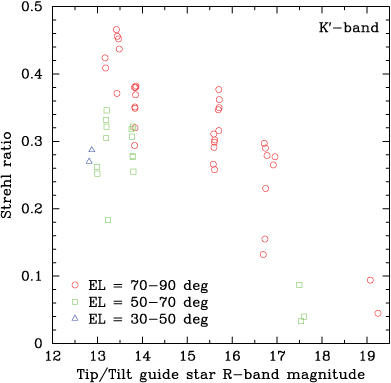 0.5
K′−band
0.4
0.3
Strehl ratio
0.2
0.1
EL = 70−90 deg
EL = 50−70 deg
EL = 30−50 deg
0
12 13 14 15 16 17 18 19
Tip/Tilt guide star R−band magnitude